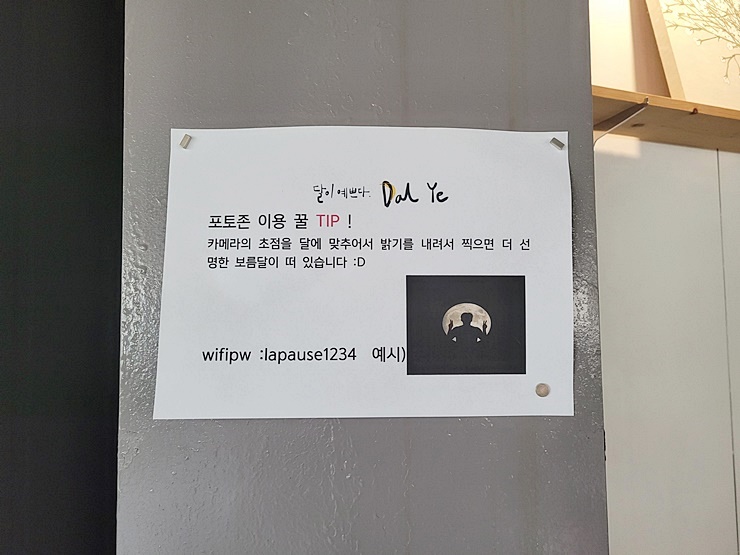 달이 예쁘다. Dal Ye
포토존 이용 꿀 TIP !
카메라의 초점을 달에 맞추어서 밝기를 내려서 찍으면 더 선
명한 보름달이 떠 있습니다 :D
wifipw :lapause1234 예시)